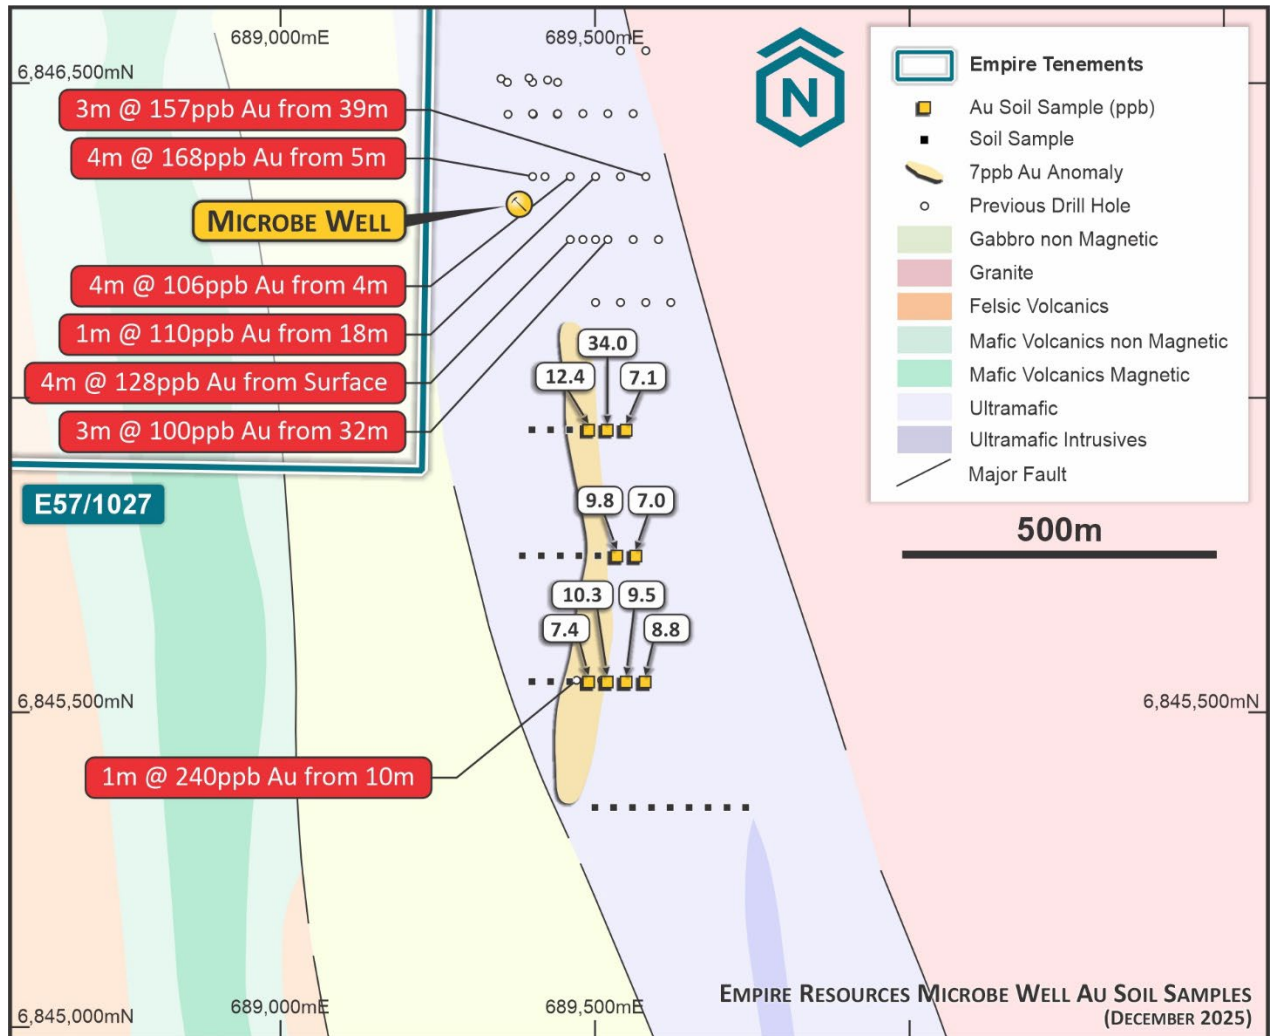 689,000mE
689,500mE
6,846,500mN
3m @ 157ppb Au from 39m
4m @ 168ppb Au from 5m
MICROBE WELL
4m @ 106ppb Au from 4m
1m @ 110ppb Au from 18m
4m @ 128ppb Au from Surface
3m @ 100ppb Au from 32m
E57/1027
N
Empire Tenements
Au Soil Sample (ppb)
Soil Sample
7ppb Au Anomaly
Previous Drill Hole
Gabbro non Magnetic
Granite
Felsic Volcanics
Mafic Volcanics non Magnetic
Mafic Volcanics Magnetic
Ultramafic
Ultramafic Intrusives
Major Fault
500m
34.0
12.4
7.1
9.8
7.0
10.3
9.5
7.4
8.8
6,845,500mN
6,845,500mN
1m @ 240ppb Au from 10m
689,000mE
689,500mE
6,845,000mN
EMPIRE RESOURCES MICROBE WELL AU SOIL SAMPLES
(DECEMBER 2025)